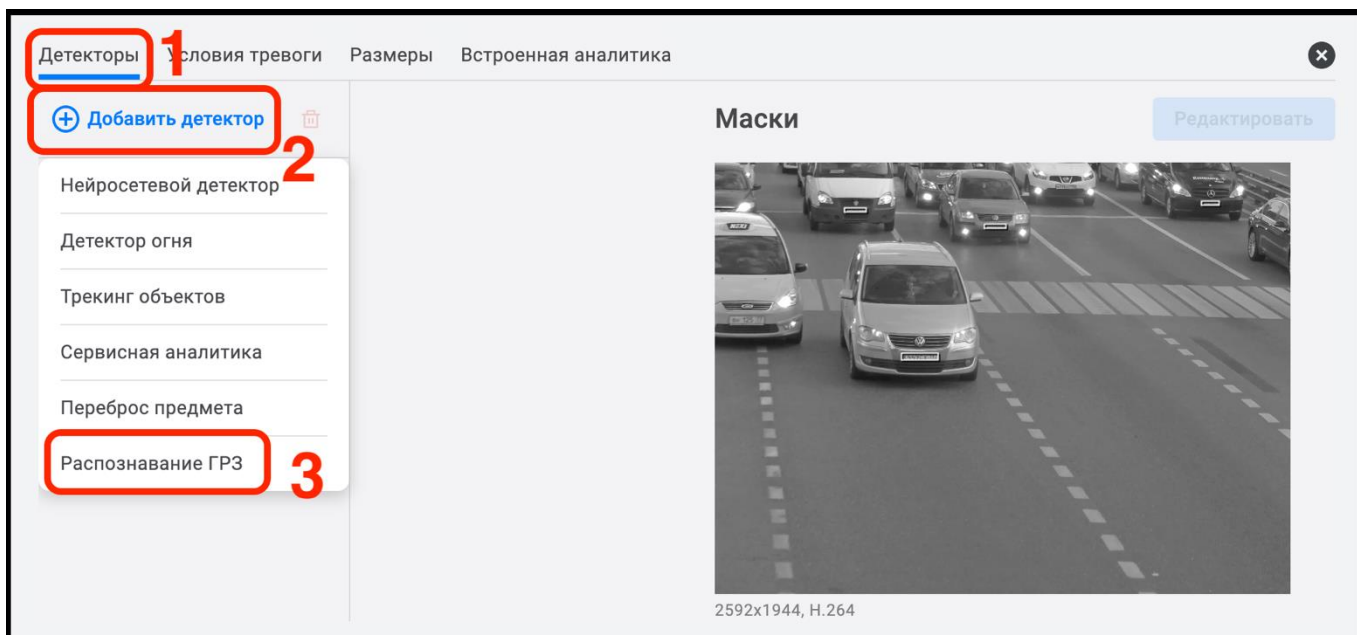 Детекторы
1
Условия тревоги
Размеры
Встроенная аналитика
Добавить детектор
2
Нейросетевой детектор
Детектор огня
Трекинг объектов
Сервисная аналитика
Переброс предмета
Распознавание ГРЗ
3
Маски
Редактировать
2592x1944, H.264